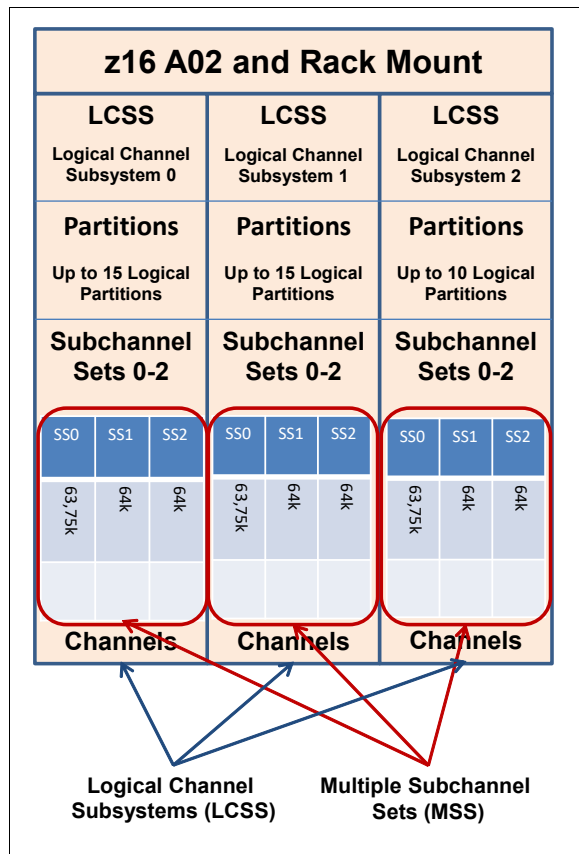 z16 A02 and Rack Mount
LCSS
Logical Channel
Subsystem 0
Partitions
Up to 15 Logical
Partitions
Subchannel
Sets 0-2
SS0 SS1 SS2
63,75k 64k 64k
Channels
LCSS
Logical Channel
Subsystem 1
Partitions
Up to 15 Logical
Partitions
Subchannel
Sets 0-2
SS0 SS1 SS2
63,75k 64k 64k
Channels
LCSS
Logical Channel
Subsystem 2
Partitions
Up to 10 Logical
Partitions
Subchannel
Sets 0-2
SS0 SS1 SS2
63,75k 64k 64k
Channels
Logical Channel
Subsystems (LCSS)
Multiple Subchannel
Sets (MSS)